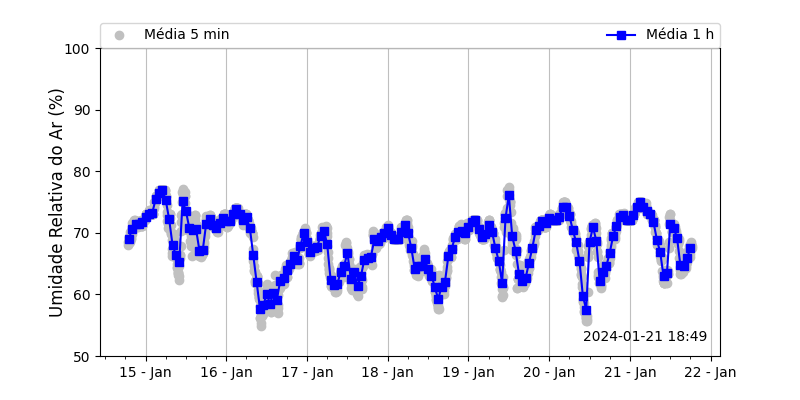 Média 5 min
Média 1 h
Umidade Relativa do Ar (%)
100
90
80
70
60
50
2024-01-21 18:49
15 - Jan
16 - Jan
17 - Jan
18 - Jan
19 - Jan
20 - Jan
21 - Jan
22 - Jan